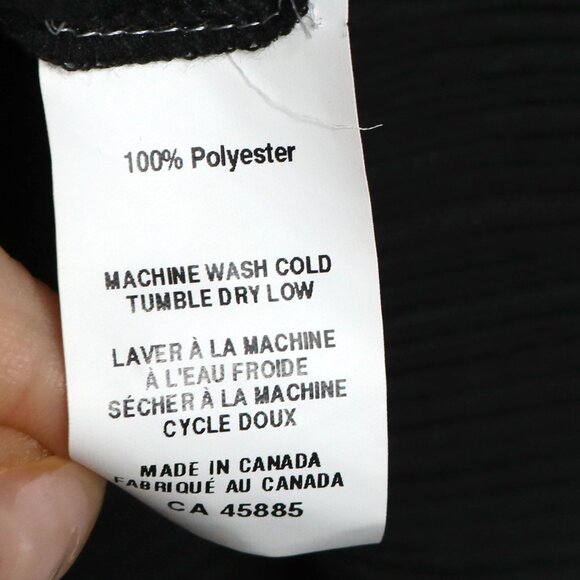 100% Polyester
MACHINE WASH COLD
TUMBLE DRY LOW
LAVER À LA MACHINE
À L'EAU FROIDE
SÉCHER À LA MACHINE
CYCLE DOUX
MADE IN CANADA
FABRIQUÉ AU CANADA
CA 45885